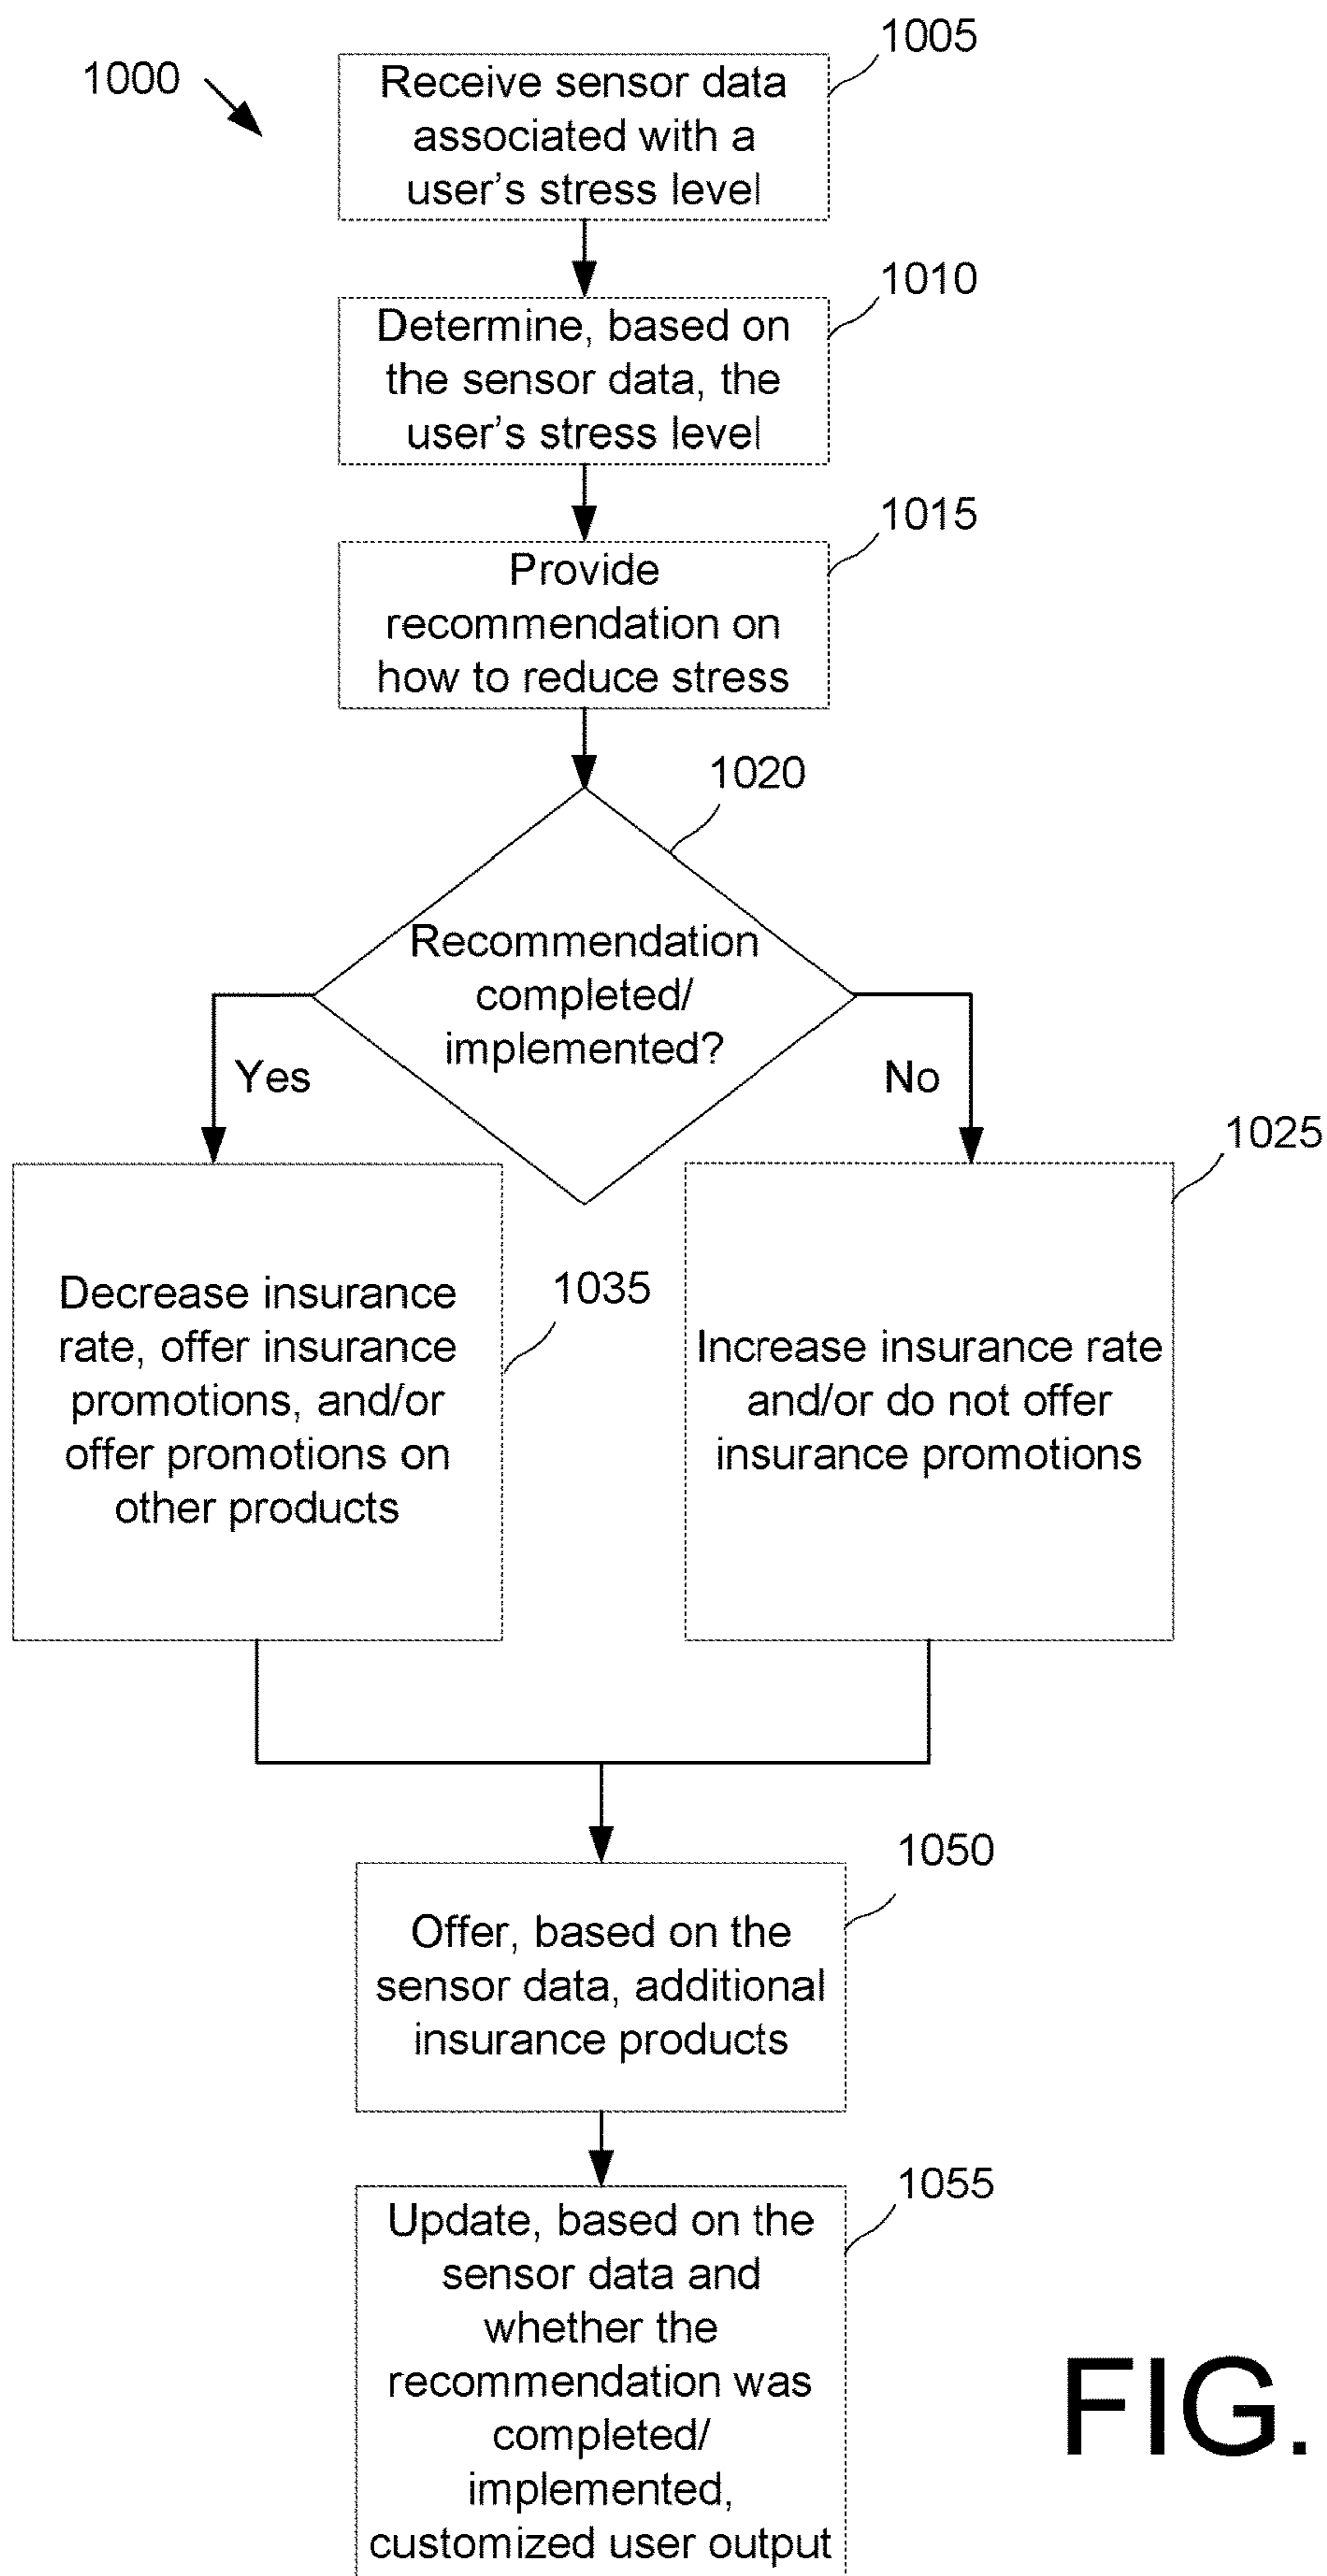 1000
1005
Receive sensor data
associated with a
user's stress level
1010
Determine, based on
the sensor data, the
user's stress level
1015
Provide
recommendation on
how to reduce stress
1020
Recommendation
completed/
implemented?
Yes
No
1025
1035
Decrease insurance
rate, offer insurance
promotions, and/or
offer promotions on
other products
Increase insurance rate
and/or do not offer
insurance promotions
1050
Offer, based on the
sensor data, additional
insurance products
1055
Update, based on the
sensor data and
whether the
recommendation was
completed/
implemented,
customized user output
FIG.